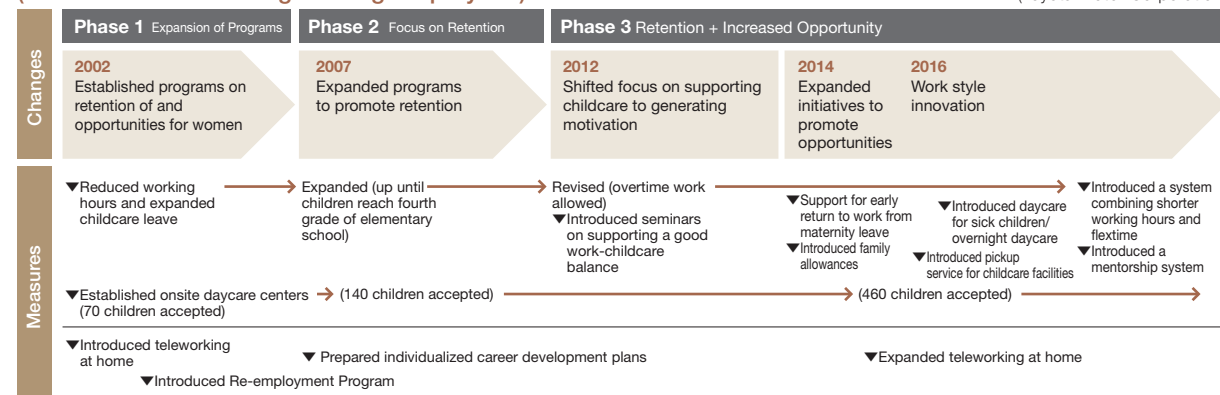 Phase 1 Expansion of Programs
Phase 2 Focus on Retention
Phase 3 Retention + Increased Opportunity
Changes
2002
Established programs on
retention of and
opportunities for women
2007
Expanded programs
to promote retention
2012
Shifted focus on supporting
childcare to generating
motivation
2014
Expanded
initiatives to
promote
opportunities
2016
Work style
innovation
Measures
▼Reduced working
hours and expanded
childcare leave
Expanded (up until
children reach fourth
grade of elementary
school)
Revised (overtime work
allowed)
▼Introduced seminars
on supporting a good
work-childcare
balance
▼Support for early
return to work from
maternity leave
▼Introduced family
allowances
▼Introduced daycare
for sick children/
overnight daycare
▼Introduced pickup
service for childcare facilities
▼Introduced a system
combining shorter
working hours and
flextime
▼Introduced a
mentorship system
▼Established onsite daycare centers
(70 children accepted)
(140 children accepted)
(460 children accepted)
▼Introduced teleworking
at home
▼Introduced Re-employment Program
▼ Prepared individualized career development plans
▼Expanded teleworking at home